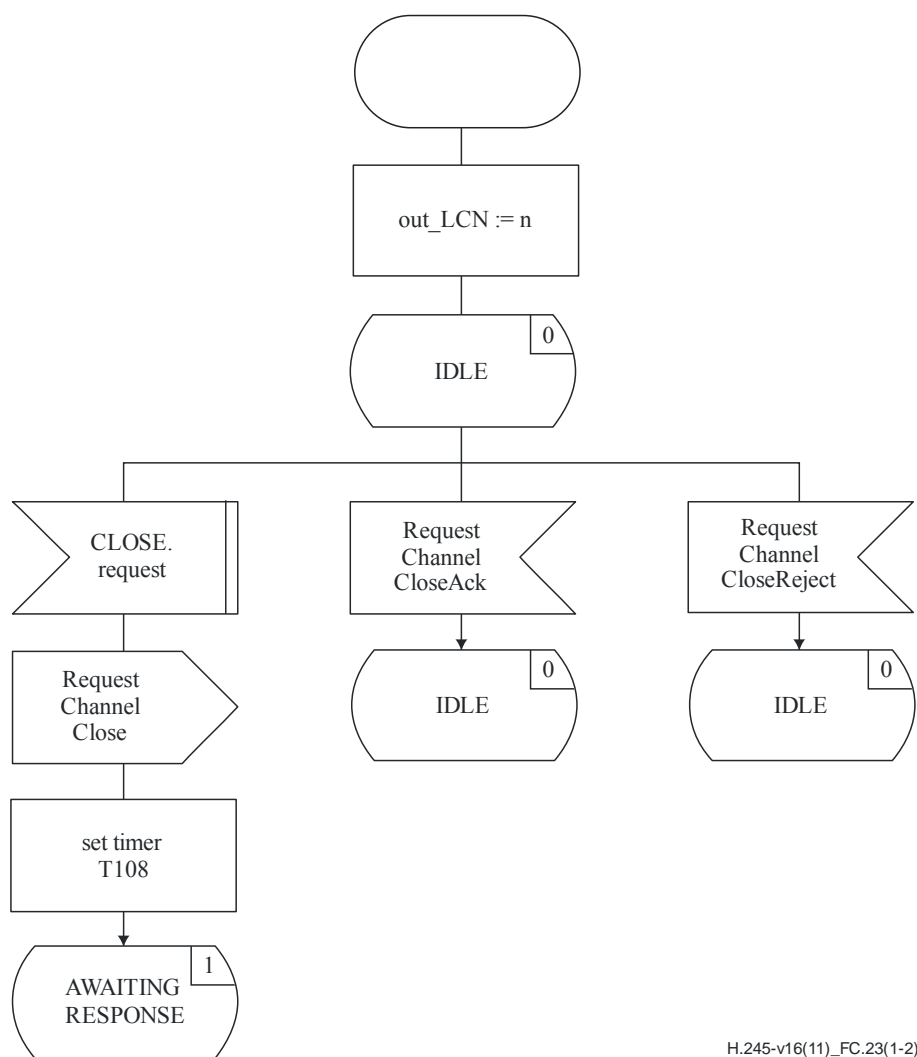 out_LCN := n
0
IDLE
CLOSE.
request
Request
Channel
CloseAck
Request
Channel
CloseReject
Request
Channel
Close
0
IDLE
0
IDLE
set timer
T108
1
AWAITING
RESPONSE
H.245-v16(11)_FC.23(1-2)